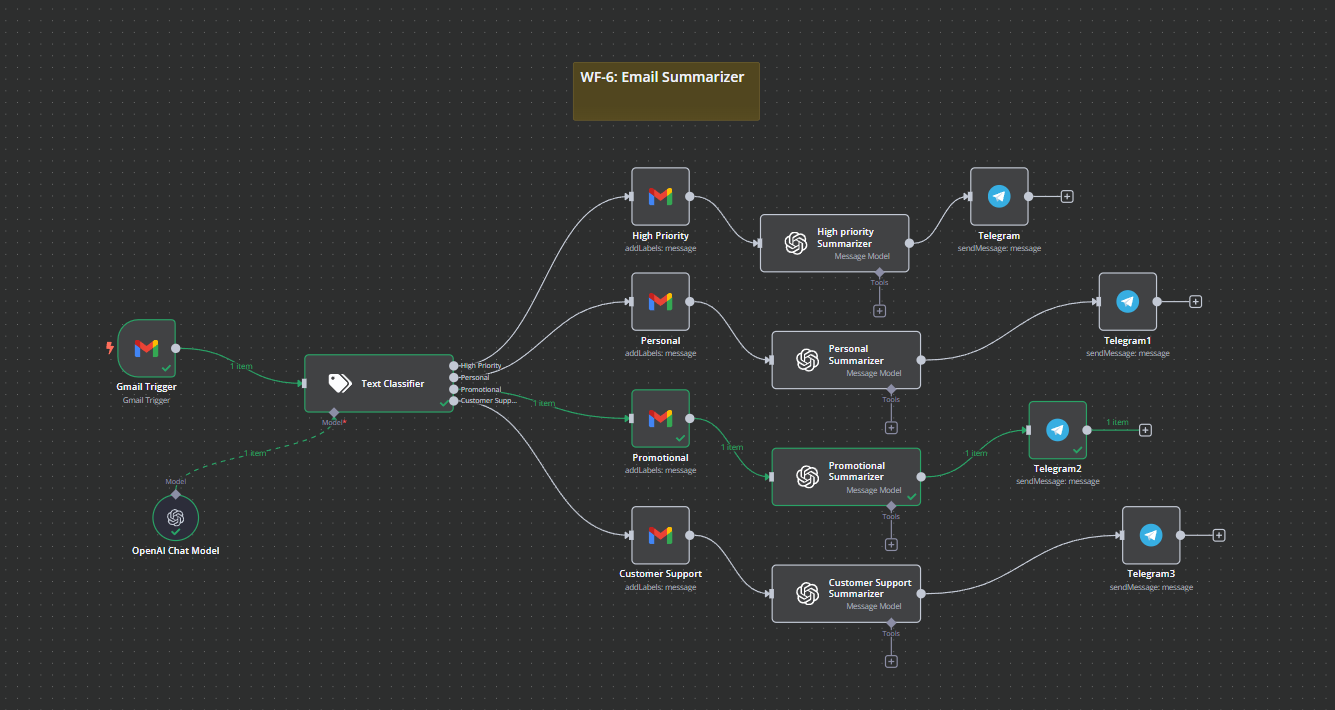 WF-6: Email Summarizer
High Priority
addLabels: message
High priority
Summarizer
Message Model
Tools
Telegram
sendMessage: message
Personal
addLabels: message
Personal
Summarizer
Message Model
Tools
Telegram1
sendMessage: message
Gmail Trigger
Gmail Trigger
1 item
Text Classifier
High Priority
Personal
Promotional
Customer Supp...
Model*
1 item
Model
OpenAI Chat Model
1 item
Promotional
addLabels: message
1 item
Promotional
Summarizer
Message Model
Tools
1 item
Telegram2
sendMessage: message
1 item
Customer Support
addLabels: message
Customer Support
Summarizer
Message Model
Tools
Telegram3
sendMessage: message